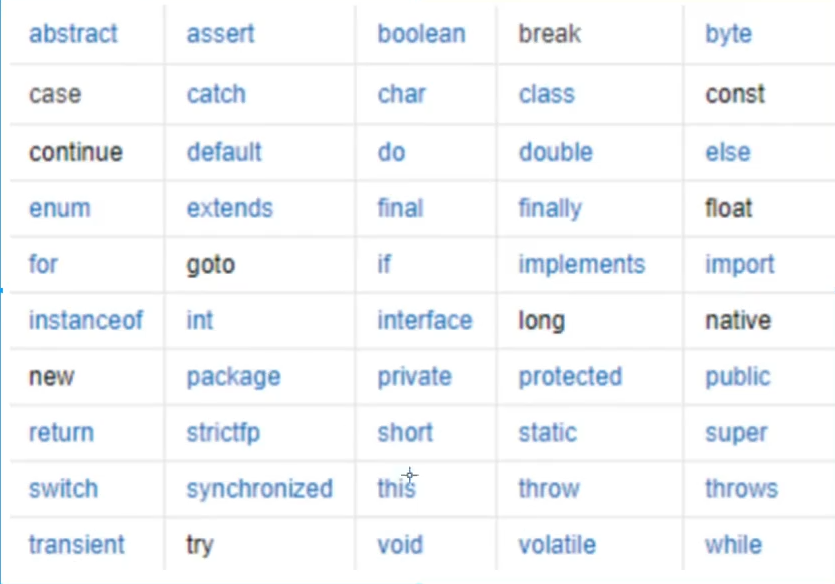 abstract assert boolean break byte
case catch char class const
continue default do double else
enum extends final finally float
for goto if implements import
instanceof int interface long native
new package private protected public
return strictfp short static super
switch synchronized this throw throws
transient try void volatile while